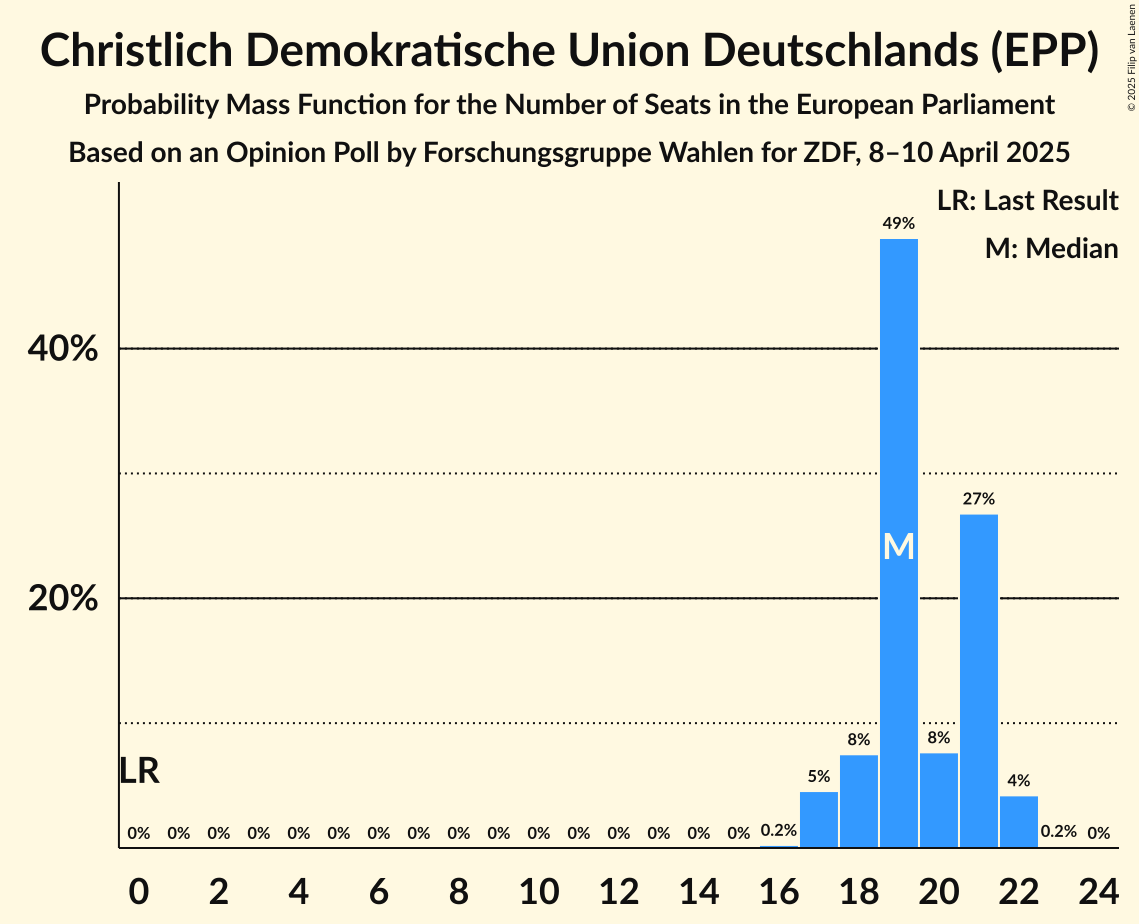 Christlich Demokratische Union Deutschlands (EPP)
Probability Mass Function for the Number of Seats in the European Parliament
Based on an Opinion Poll by Forschungsgruppe Wahlen for ZDF, 8–10 April 2025
© 2025 Filip van Laenen
LR: Last Result
M: Median
49%
40%
27%
M
20%
8% 8%
LR
5% 4%
0% 0% 0% 0% 0% 0% 0% 0% 0% 0% 0% 0% 0% 0% 0% 0% 0.2% 0.2% 0%
0 2 4 6 8 10 12 14 16 18 20 22 24